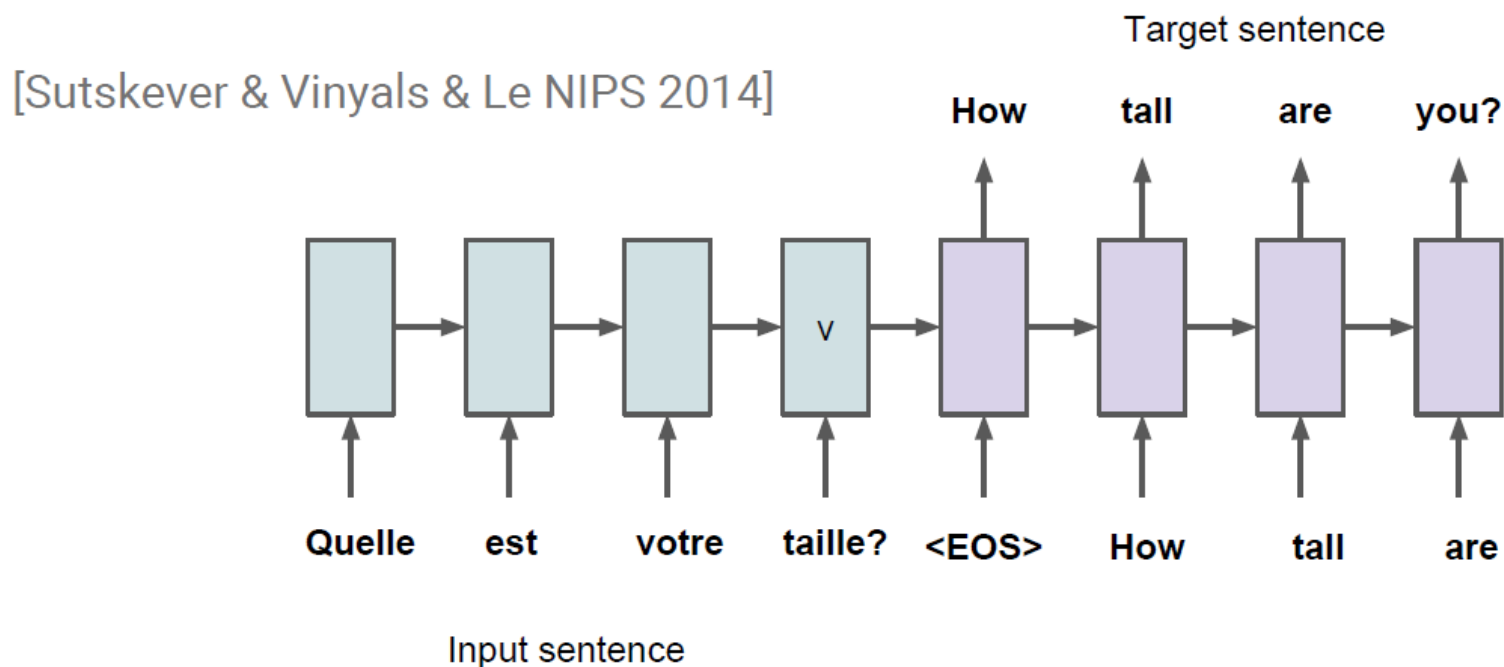 Target sentence
[Sutskever & Vinyals & Le NIPS 2014]
How tall are you?
v
Quelle est votre taille? <EOS> How tall are
Input sentence